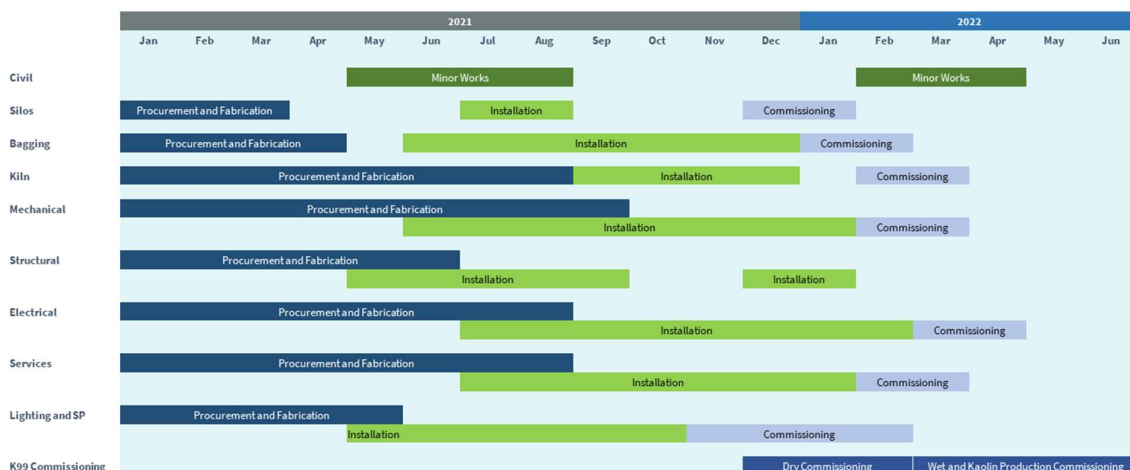 2021 2022
Jan Feb Mar Apr May Jun Jul Aug Sep Oct Nov Dec Jan Feb Mar Apr May Jun
Civil Minor Works Minor Works
Silos Procurement and Fabrication Installation Commissioning
Bagging Procurement and Fabrication Installation Commissioning
Kiln Procurement and Fabrication Installation Commissioning
Mechanical Procurement and Fabrication
Installation Commissioning
Structural Procurement and Fabrication
Installation Installation
Electrical Procurement and Fabrication
Installation Commissioning
Services Procurement and Fabrication
Installation Commissioning
Lighting and SP Procurement and Fabrication
Installation Commissioning
K99 Commissioning Dry Commissioning Wet and Kaolin Production Commissioning